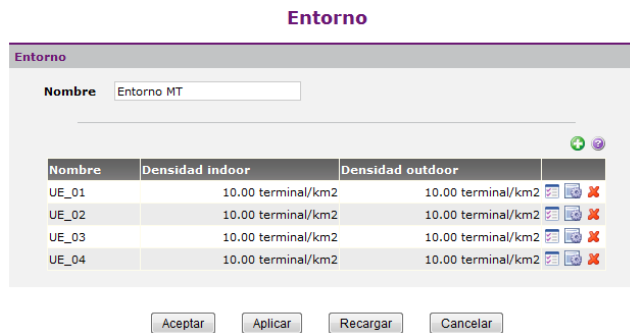 Entorno
Entorno
Nombre Entorno MT
Nombre Densidad indoor Densidad outdoor
UE_01 10.00 terminal/km2 10.00 terminal/km2
UE_02 10.00 terminal/km2 10.00 terminal/km2
UE_03 10.00 terminal/km2 10.00 terminal/km2
UE_04 10.00 terminal/km2 10.00 terminal/km2
Aceptar Aplicar Recargar Cancelar